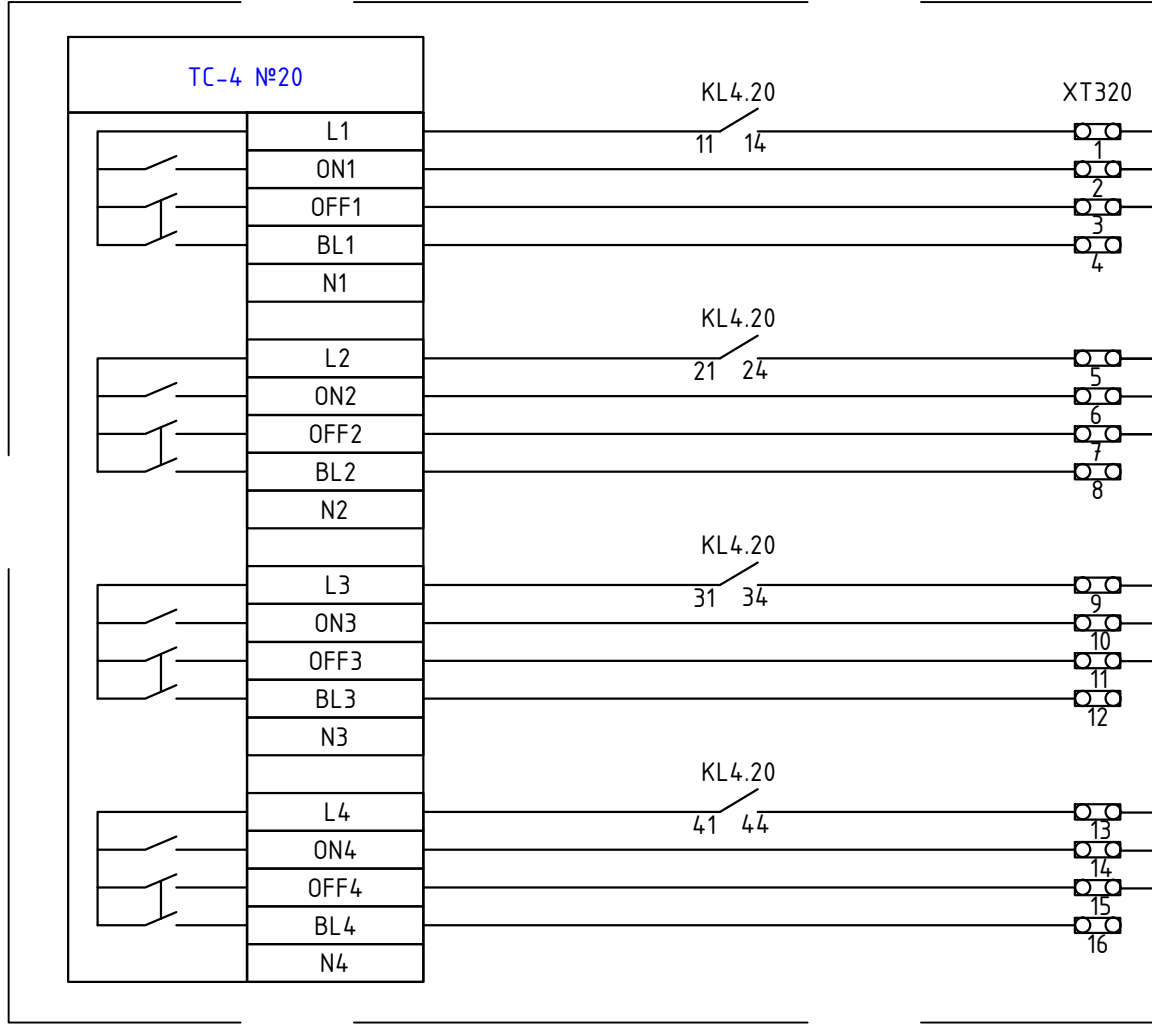 ТС-4 №20
KL4.20
XT320
L1
11 14
1
ON1
2
OFF1
3
BL1
4
N1
KL4.20
L2
21 24
5
ON2
6
OFF2
7
BL2
8
N2
KL4.20
L3
31 34
9
ON3
10
OFF3
11
BL3
12
N3
KL4.20
L4
41 44
13
ON4
14
OFF4
15
BL4
16
N4